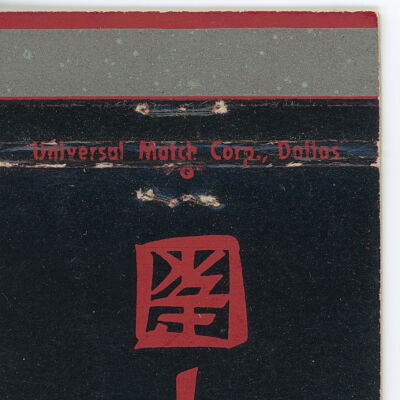 Universal Match Corp., Dallas